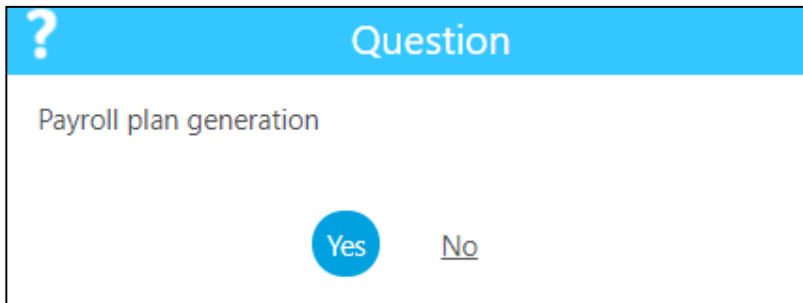 ? Question
Payroll plan generation
Yes No